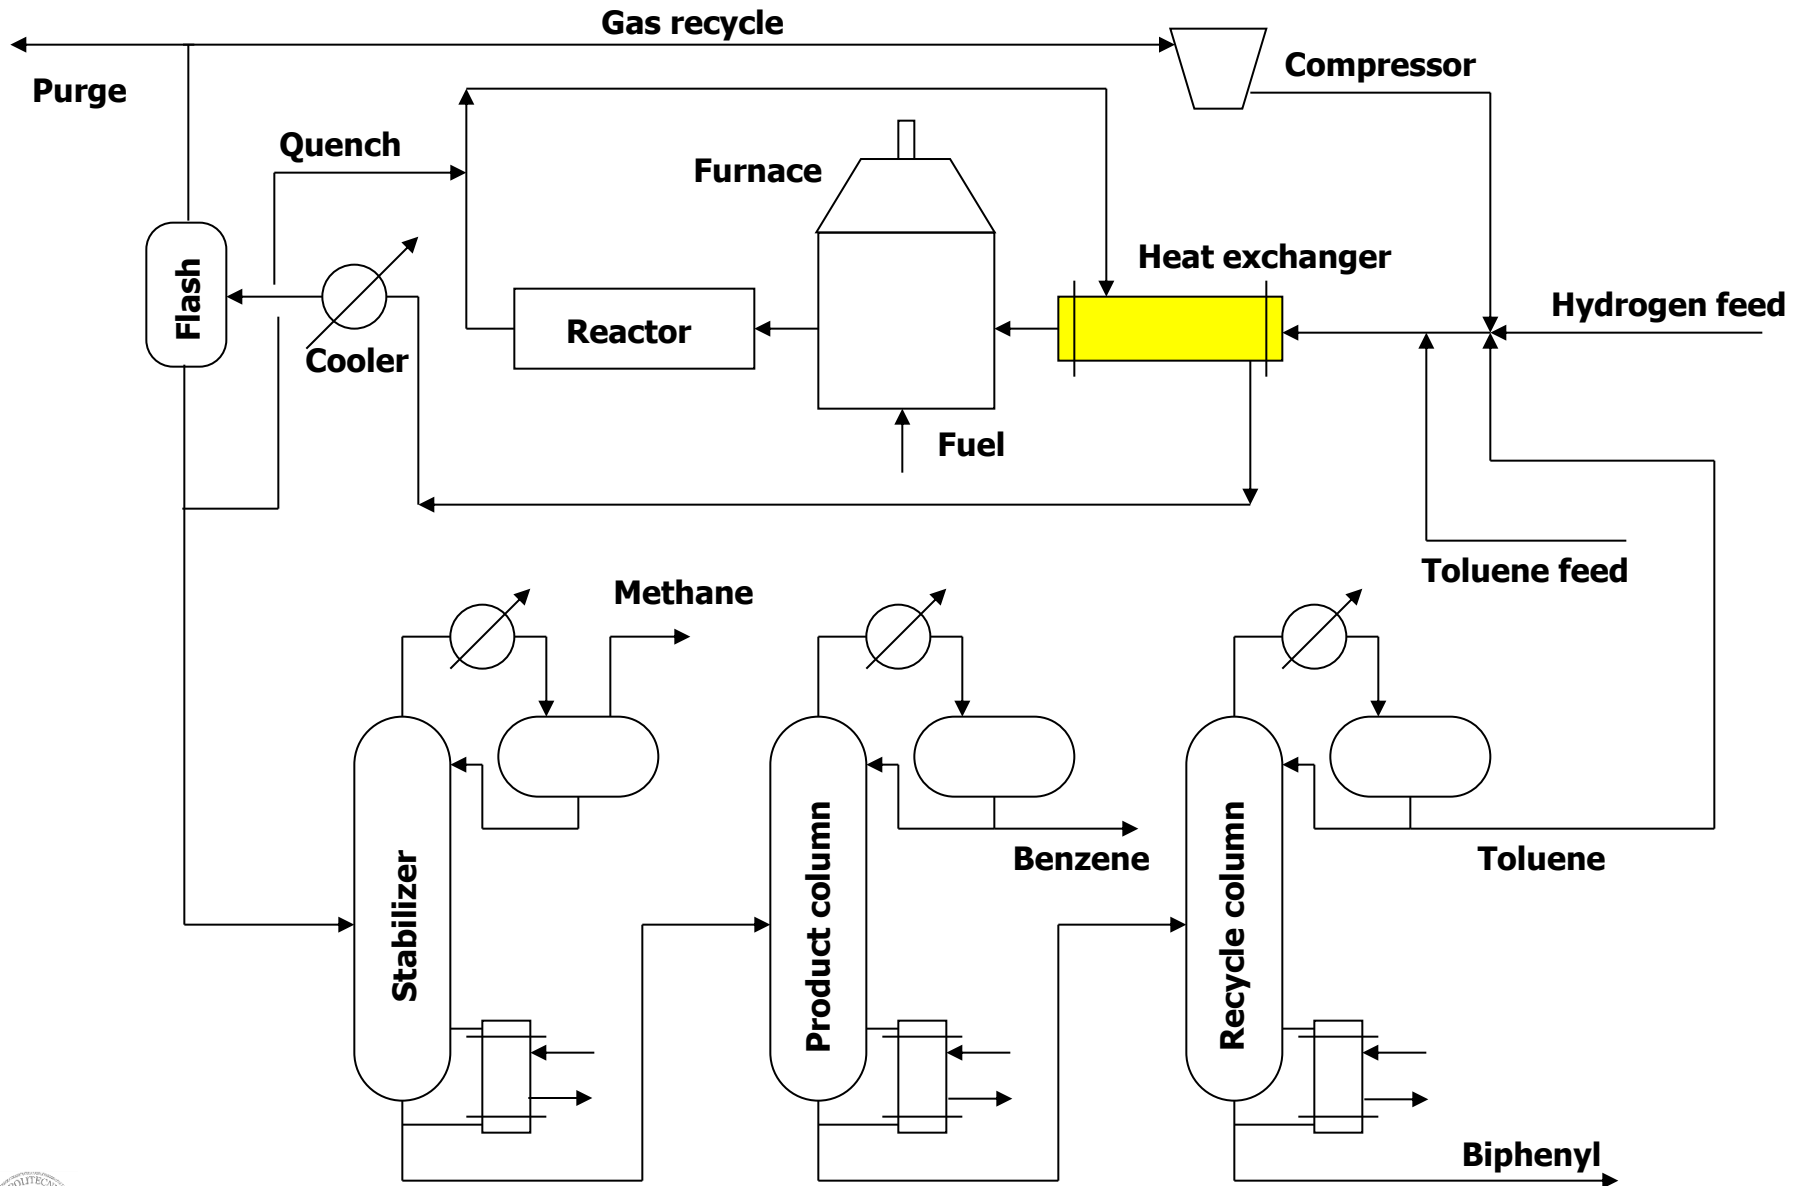 Gas recycle
Compressor
Purge
Quench
Furnace
Heat exchanger
Hydrogen feed
Flash
Reactor
Cooler
Fuel
Toluene feed
Methane
Stabilizer
Product column
Benzene
Recycle column
Toluene
Biphenyl